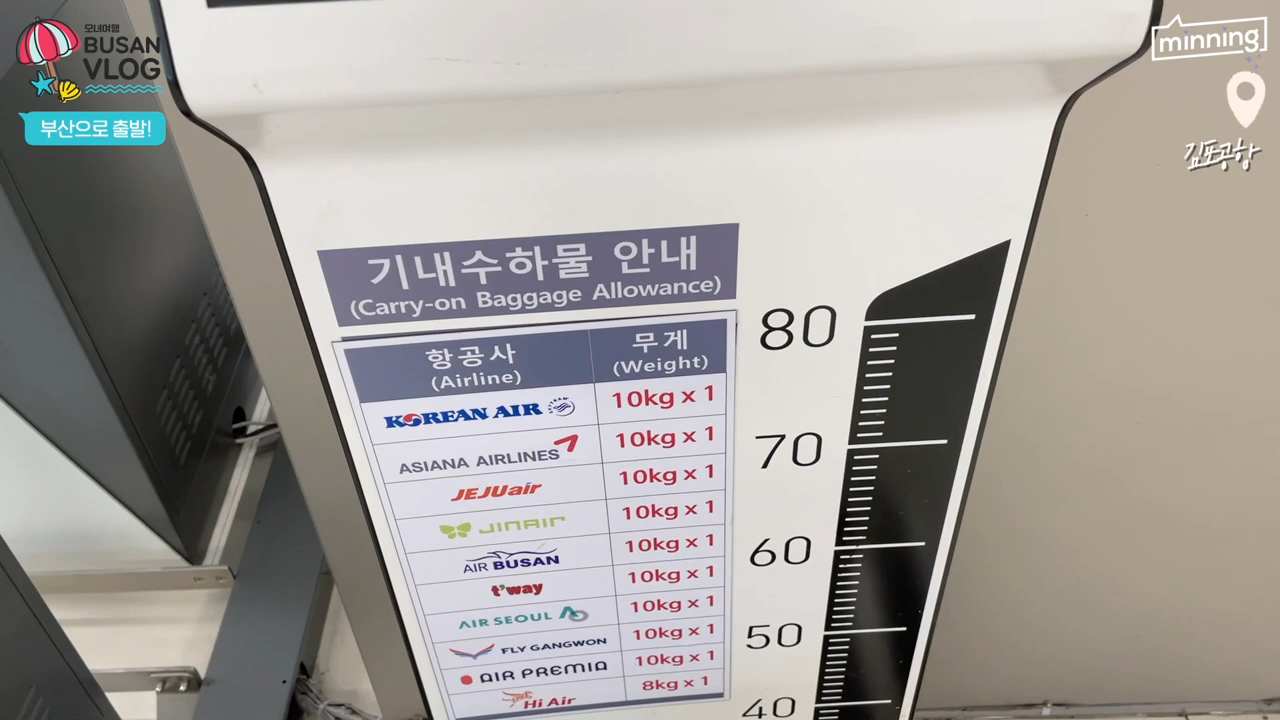 모녀여행
BUSAN
VLOG
부산으로 출발!
minning
김포공항
기내수하물 안내
(Carry-on Baggage Allowance)
항공사 무게
(Airline) (Weight)
KOREAN AIR 10kg x 1
ASIANA AIRLINES 10kg x 1
JEJUair 10kg x 1
JINAIR 10kg x 1
AIR BUSAN 10kg x 1
t'way 10kg x 1
AIR SEOUL 10kg x 1
FLY GANGWON 10kg x 1
AIR PREMIA 10kg x 1
Hi Air 8kg x 1
80
70
60
50
40